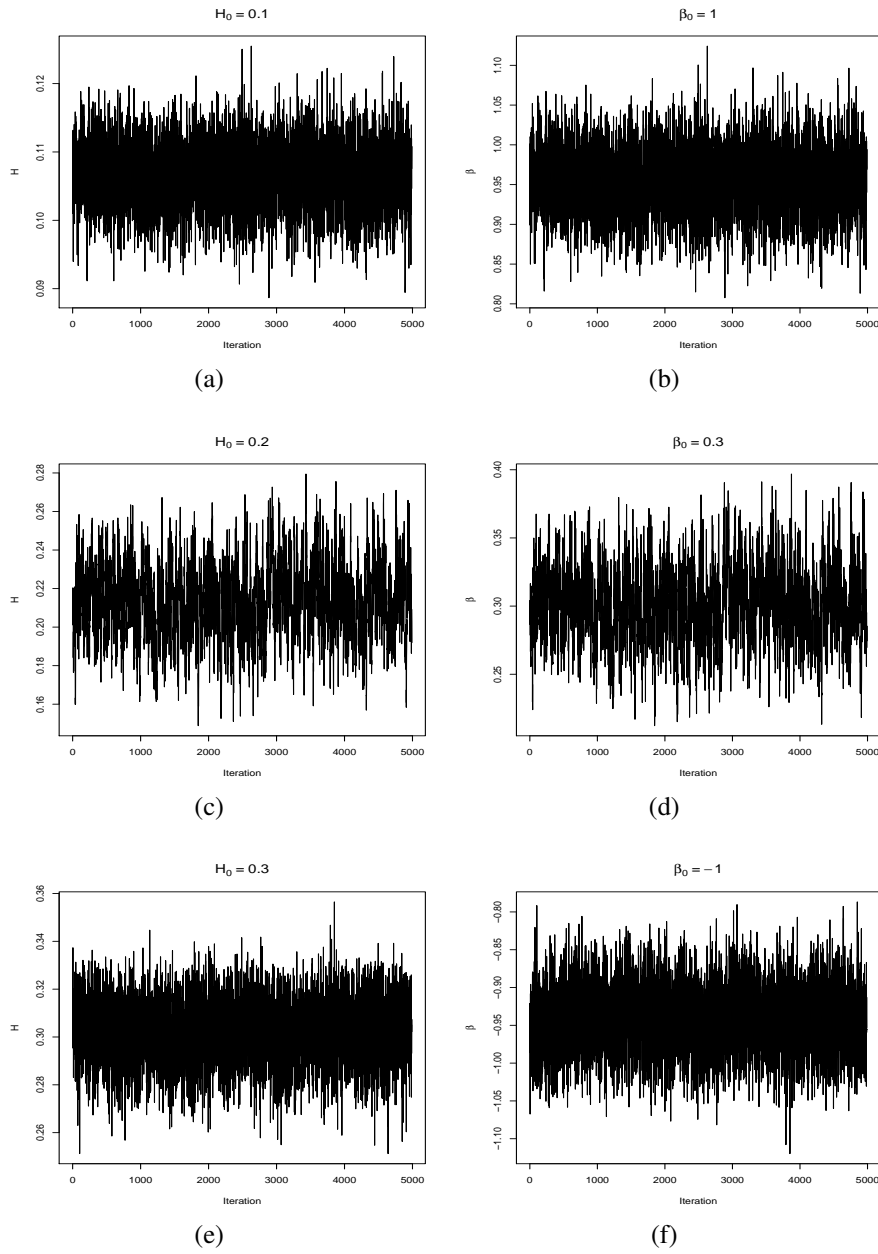 H₀ = 0.1
0.12
0.11
0.10
0.09
H
0 1000 2000 3000 4000 5000
Iteration
(a)
β₀ = 1
1.10
1.05
1.00
0.95
0.90
0.85
0.80
β
0 1000 2000 3000 4000 5000
Iteration
(b)
H₀ = 0.2
0.28
0.26
0.24
0.22
0.20
0.18
0.16
H
0 1000 2000 3000 4000 5000
Iteration
(c)
β₀ = 0.3
0.40
0.35
0.30
0.25
β
0 1000 2000 3000 4000 5000
Iteration
(d)
H₀ = 0.3
0.36
0.34
0.32
0.30
0.28
0.26
H
0 1000 2000 3000 4000 5000
Iteration
(e)
β₀ = −1
−0.80
−0.85
−0.90
−0.95
−1.00
−1.05
−1.10
β
0 1000 2000 3000 4000 5000
Iteration
(f)